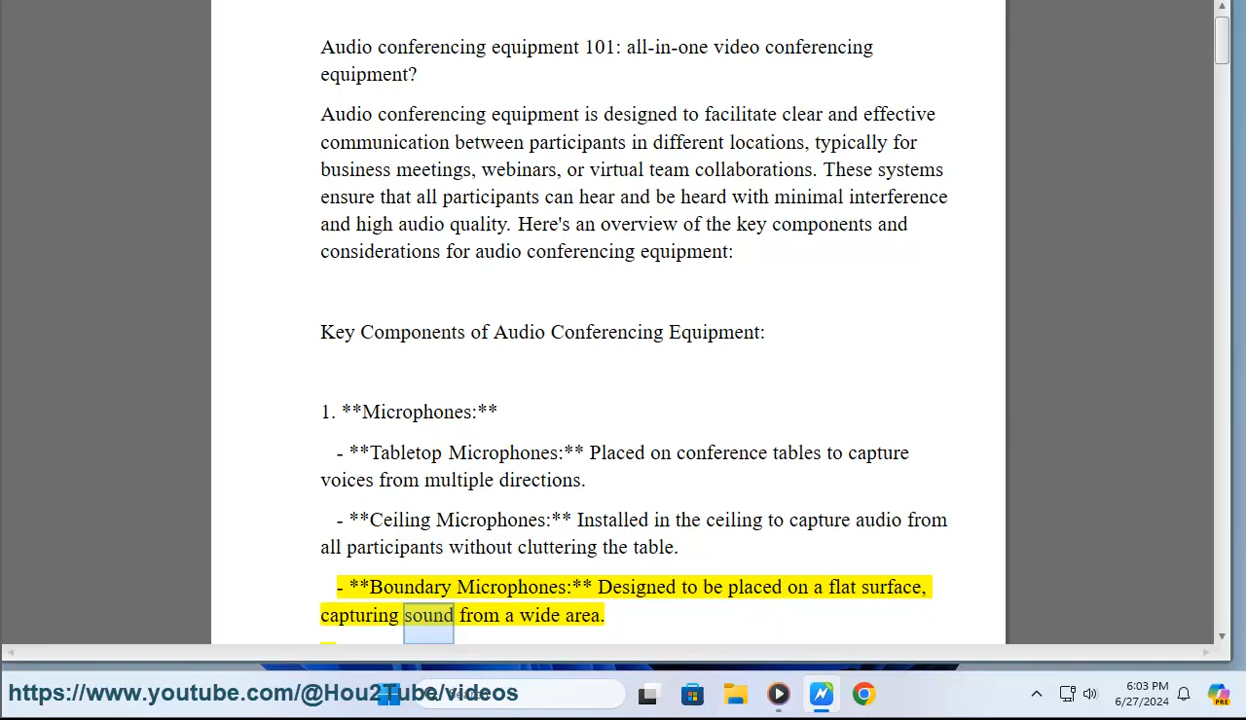 Audio conferencing equipment 101: all-in-one video conferencing
equipment?
Audio conferencing equipment is designed to facilitate clear and effective
communication between participants in different locations, typically for
business meetings, webinars, or virtual team collaborations. These systems
ensure that all participants can hear and be heard with minimal interference
and high audio quality. Here's an overview of the key components and
considerations for audio conferencing equipment:
Key Components of Audio Conferencing Equipment:
1. **Microphones:**
- **Tabletop Microphones:** Placed on conference tables to capture
voices from multiple directions.
- **Ceiling Microphones:** Installed in the ceiling to capture audio from
all participants without cluttering the table.
- **Boundary Microphones:** Designed to be placed on a flat surface,
capturing sound from a wide area.
https://www.youtube.com/@Hou2Tube/videos
6:03 PM
6/27/2024
PRE